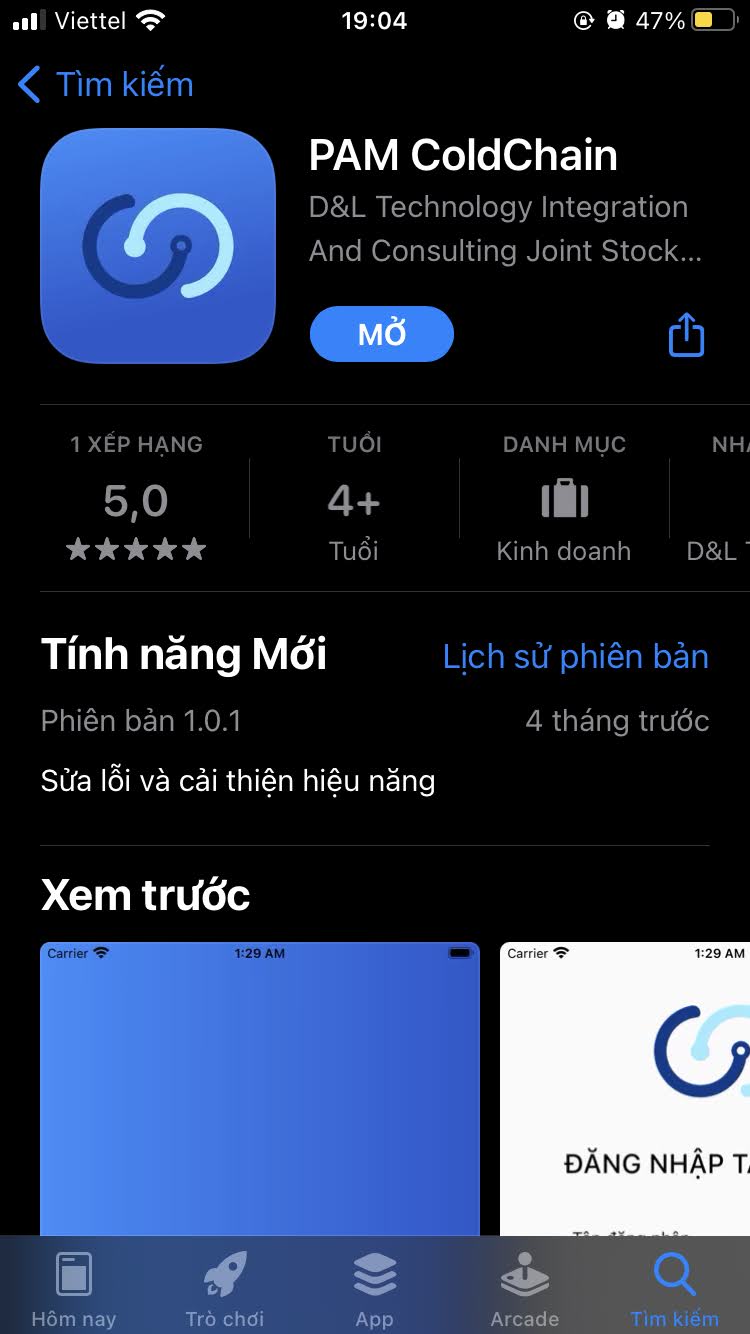 Viettel 19:04 47%
Tìm kiếm
PAM ColdChain
D&L Technology Integration
And Consulting Joint Stock...
MỞ
1 XẾP HẠNG TUỔI DANH MỤC
5,0 4+
Tuổi Kinh doanh D&L
Tính năng Mới Lịch sử phiên bản
Phiên bản 1.0.1 4 tháng trước
Sửa lỗi và cải thiện hiệu năng
Xem trước
Carrier 1:29 AM Carrier 1:29 AM
ĐĂNG NHẬP
Hôm nay Trò chơi App Arcade Tìm kiếm